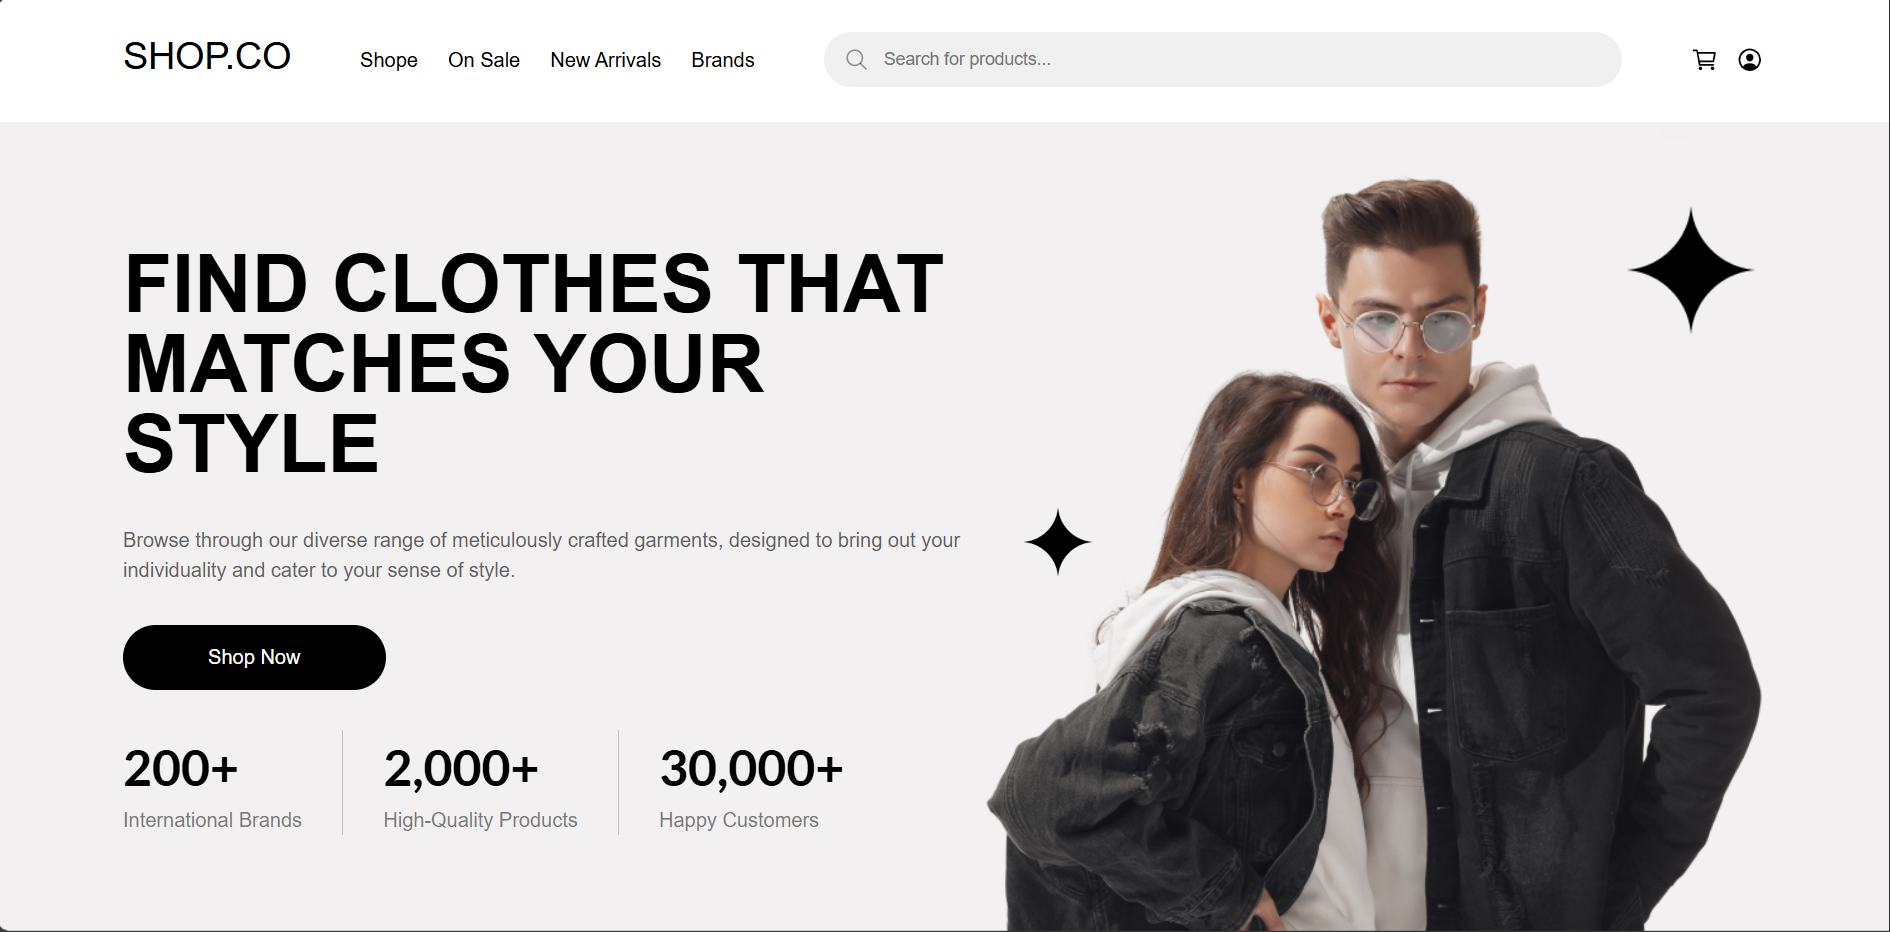 SHOP.CO
Shope
On Sale
New Arrivals
Brands
Search for products...
FIND CLOTHES THAT
MATCHES YOUR
STYLE
Browse through our diverse range of meticulously crafted garments, designed to bring out your
individuality and cater to your sense of style.
Shop Now
200+
International Brands
2,000+
High-Quality Products
30,000+
Happy Customers